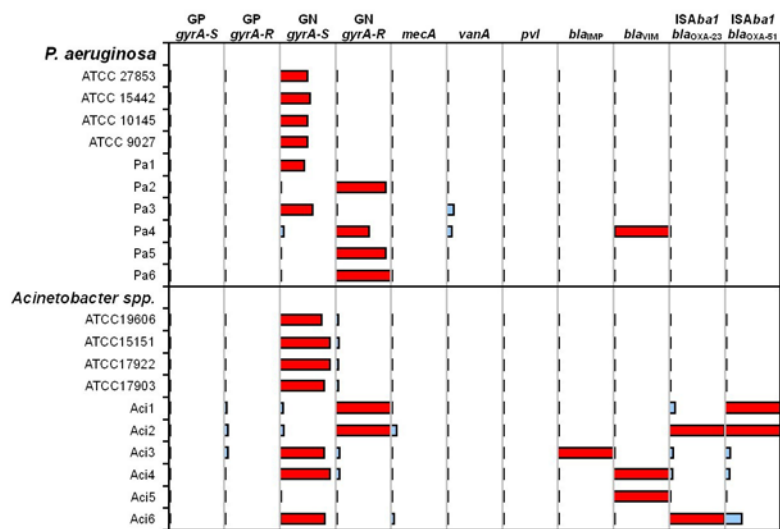 GP GP GN GN ISAba1 ISAba1
gyrA-S gyrA-R gyrA-S gyrA-R mecA vanA pvl blaIMP blaVIM blaOXA-23 blaOXA-51
P. aeruginosa
ATCC 27853
ATCC 15442
ATCC 10145
ATCC 9027
Pa1
Pa2
Pa3
Pa4
Pa5
Pa6
Acinetobacter spp.
ATCC19606
ATCC15151
ATCC17922
ATCC17903
Aci1
Aci2
Aci3
Aci4
Aci5
Aci6